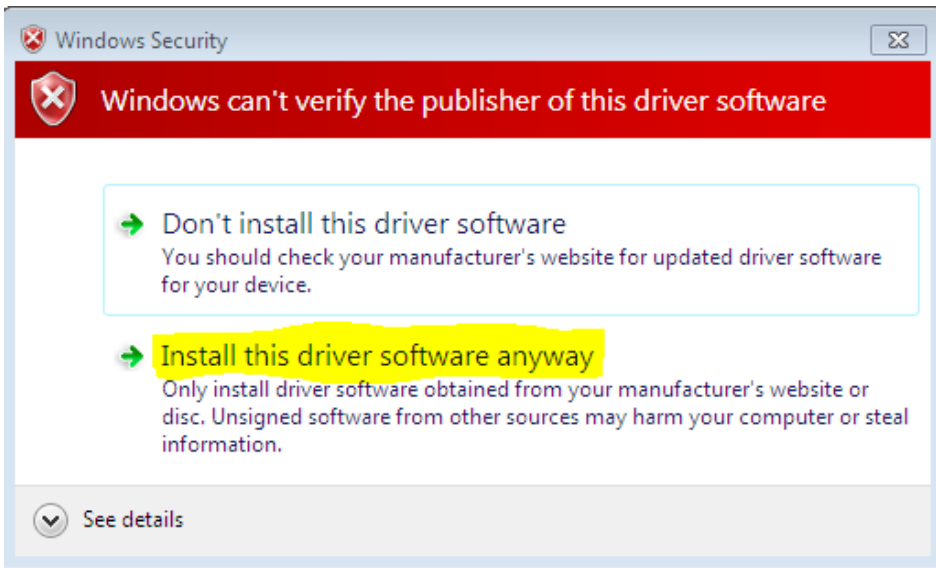 Windows Security
Windows can't verify the publisher of this driver software
Don't install this driver software
You should check your manufacturer's website for updated driver software
for your device.
Install this driver software anyway
Only install driver software obtained from your manufacturer's website or
disc. Unsigned software from other sources may harm your computer or steal
information.
See details